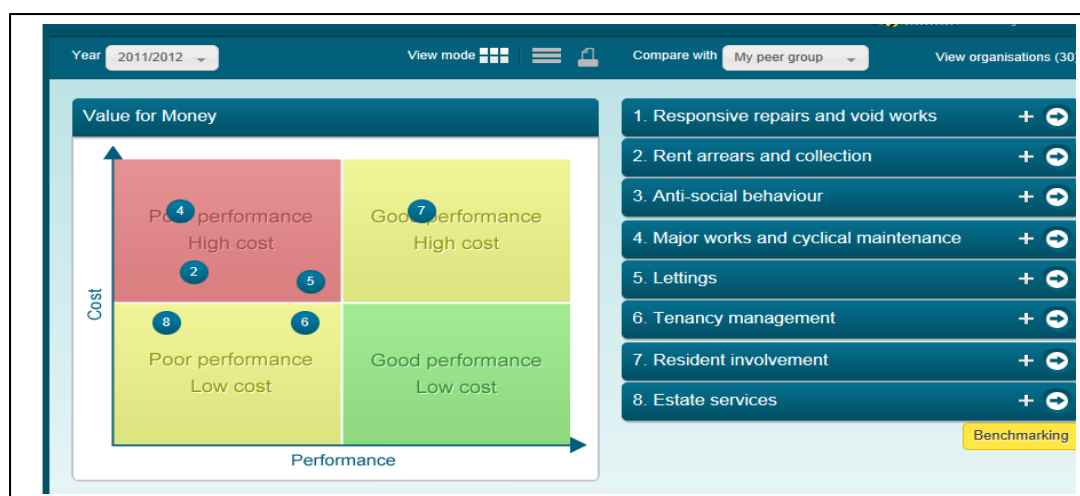 Year 2011/2012 View mode Compare with My peer group View organisations (30)
Value for Money
Cost
4
performance
High cost
7
performance
High cost
2
5
8
6
Poor performance
Low cost
Good performance
Low cost
Performance
1. Responsive repairs and void works
2. Rent arrears and collection
3. Anti-social behaviour
4. Major works and cyclical maintenance
5. Lettings
6. Tenancy management
7. Resident involvement
8. Estate services
Benchmarking